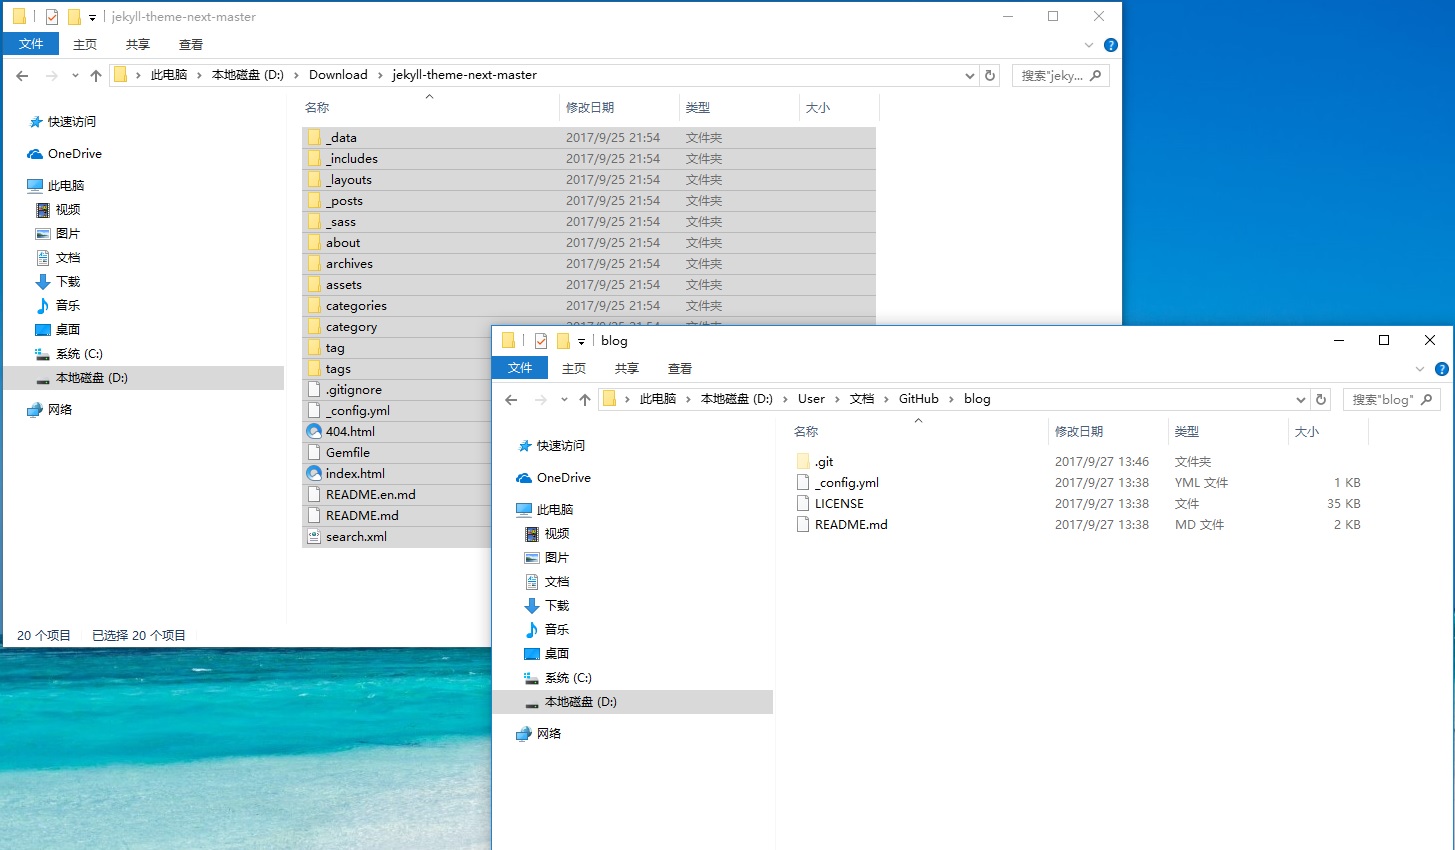 jekyll-theme-next-master
文件 主页 共享 查看
此电脑 本地磁盘 (D:) Download jekyll-theme-next-master 搜索"jeky...
名称 修改日期 类型 大小
快速访问
OneDrive
此电脑
视频
图片
文档
下载
音乐
桌面
系统 (C:)
本地磁盘 (D:)
网络
_data 2017/9/25 21:54 文件夹
_includes 2017/9/25 21:54 文件夹
_layouts 2017/9/25 21:54 文件夹
_posts 2017/9/25 21:54 文件夹
_sass 2017/9/25 21:54 文件夹
about 2017/9/25 21:54 文件夹
archives 2017/9/25 21:54 文件夹
assets 2017/9/25 21:54 文件夹
categories 2017/9/25 21:54 文件夹
category
tag
tags
.gitignore
_config.yml
404.html
Gemfile
index.html
README.en.md
README.md
search.xml
20 个项目 已选择 20 个项目
blog
文件 主页 共享 查看
此电脑 本地磁盘 (D:) User 文档 GitHub blog 搜索"blog"
名称 修改日期 类型 大小
快速访问
OneDrive
此电脑
视频
图片
文档
下载
音乐
桌面
系统 (C:)
本地磁盘 (D:)
网络
.git 2017/9/27 13:46 文件夹
_config.yml 2017/9/27 13:38 YML 文件 1 KB
LICENSE 2017/9/27 13:38 文件 35 KB
README.md 2017/9/27 13:38 MD 文件 2 KB